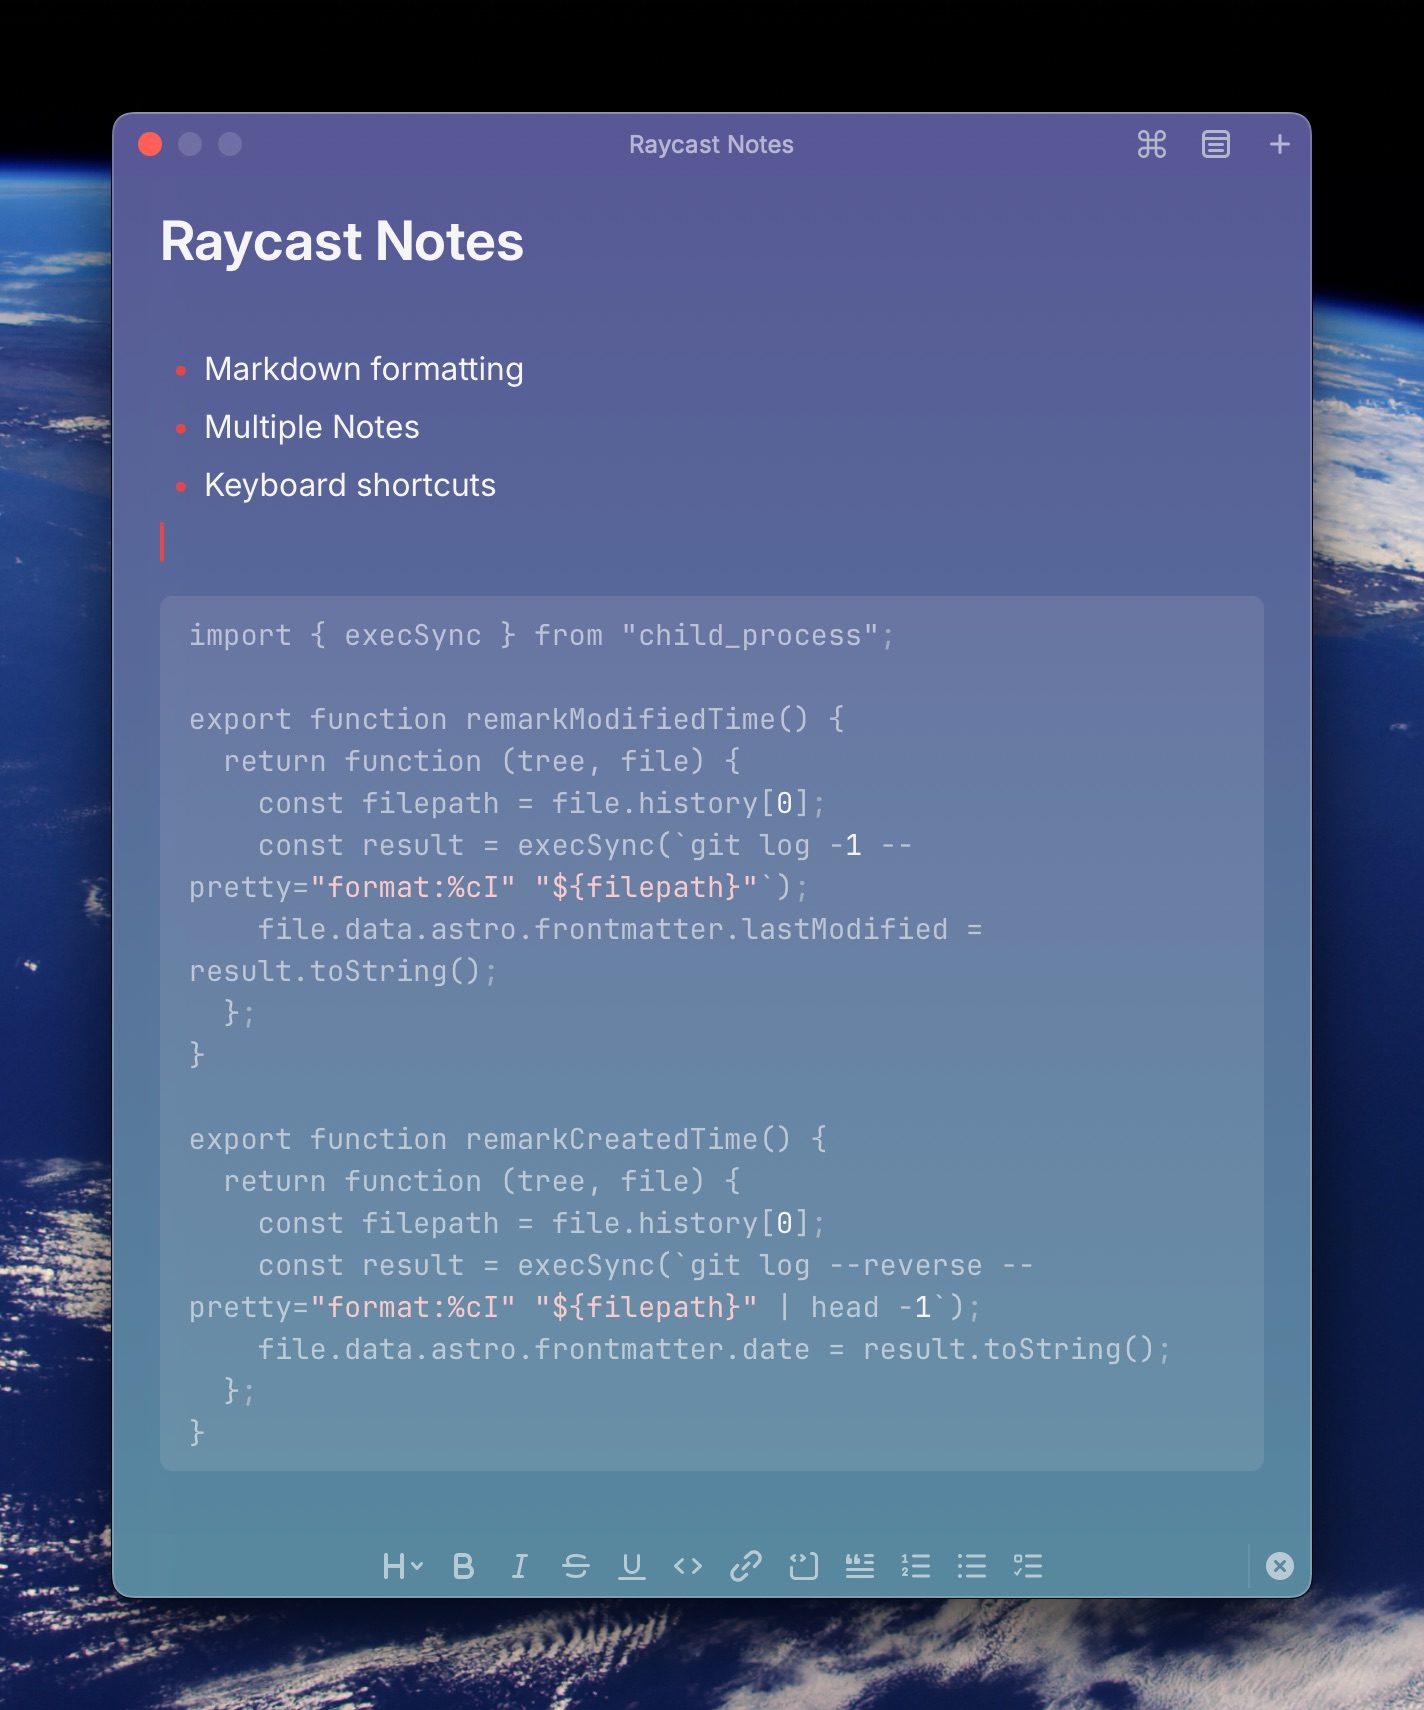 Raycast Notes
Raycast Notes
Markdown formatting
Multiple Notes
Keyboard shortcuts
import { execSync } from "child_process";
export function remarkModifiedTime() {
  return function (tree, file) {
    const filepath = file.history[0];
    const result = execSync(`git log -1 --
pretty="format:%cI" "${filepath}"`);
    file.data.astro.frontmatter.lastModified =
result.toString();
  };
}
export function remarkCreatedTime() {
  return function (tree, file) {
    const filepath = file.history[0];
    const result = execSync(`git log --reverse --
pretty="format:%cI" "${filepath}" | head -1`);
    file.data.astro.frontmatter.date = result.toString();
  };
}
H B I S U